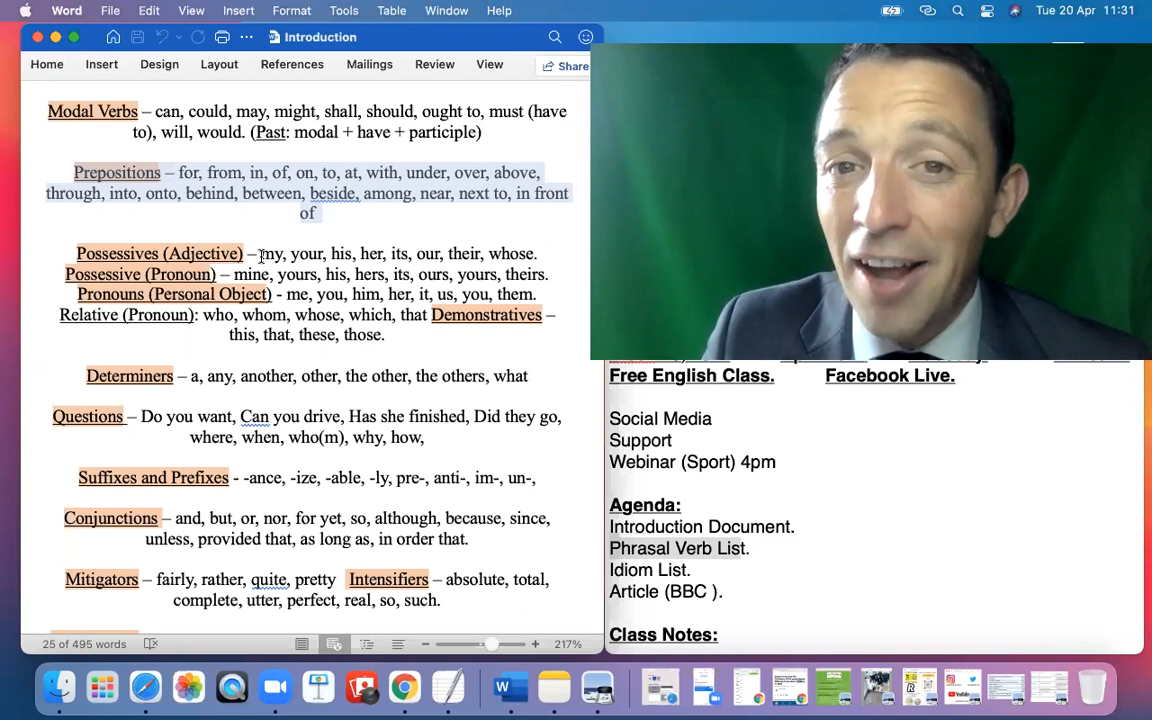 Word File Edit View Insert Format Tools Table Window Help Tue 20 Apr 11:31
Introduction
Home Insert Design Layout References Mailings Review View Share
Modal Verbs – can, could, may, might, shall, should, ought to, must (have
to), will, would. (Past: modal + have + participle)
Prepositions – for, from, in, of, on, to, at, with, under, over, above,
through, into, onto, behind, between, beside, among, near, next to, in front
of
Possessives (Adjective) – my, your, his, her, its, our, their, whose.
Possessive (Pronoun) – mine, yours, his, hers, its, ours, yours, theirs.
Pronouns (Personal Object) - me, you, him, her, it, us, you, them.
Relative (Pronoun): who, whom, whose, which, that Demonstratives –
this, that, these, those.
Determiners – a, any, another, other, the other, the others, what
Questions – Do you want, Can you drive, Has she finished, Did they go,
where, when, who(m), why, how,
Suffixes and Prefixes - -ance, -ize, -able, -ly, pre-, anti-, im-, un-,
Conjunctions – and, but, or, nor, for yet, so, although, because, since,
unless, provided that, as long as, in order that.
Mitigators – fairly, rather, quite, pretty Intensifiers – absolute, total,
complete, utter, perfect, real, so, such.
25 of 495 words 217%
Free English Class. Facebook Live.
Social Media
Support
Webinar (Sport) 4pm
Agenda:
Introduction Document.
Phrasal Verb List.
Idiom List.
Article (BBC ).
Class Notes: